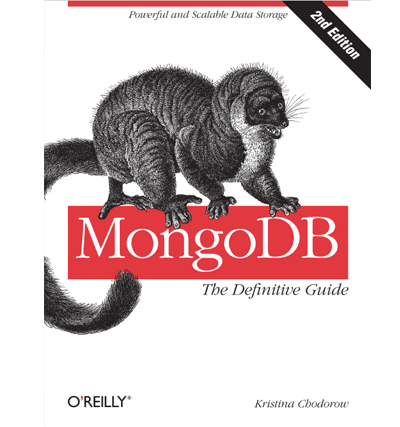 Powerful and Scalable Data Storage
2nd Edition
MongoDB
The Definitive Guide
O'REILLY®
Kristina Chodorow